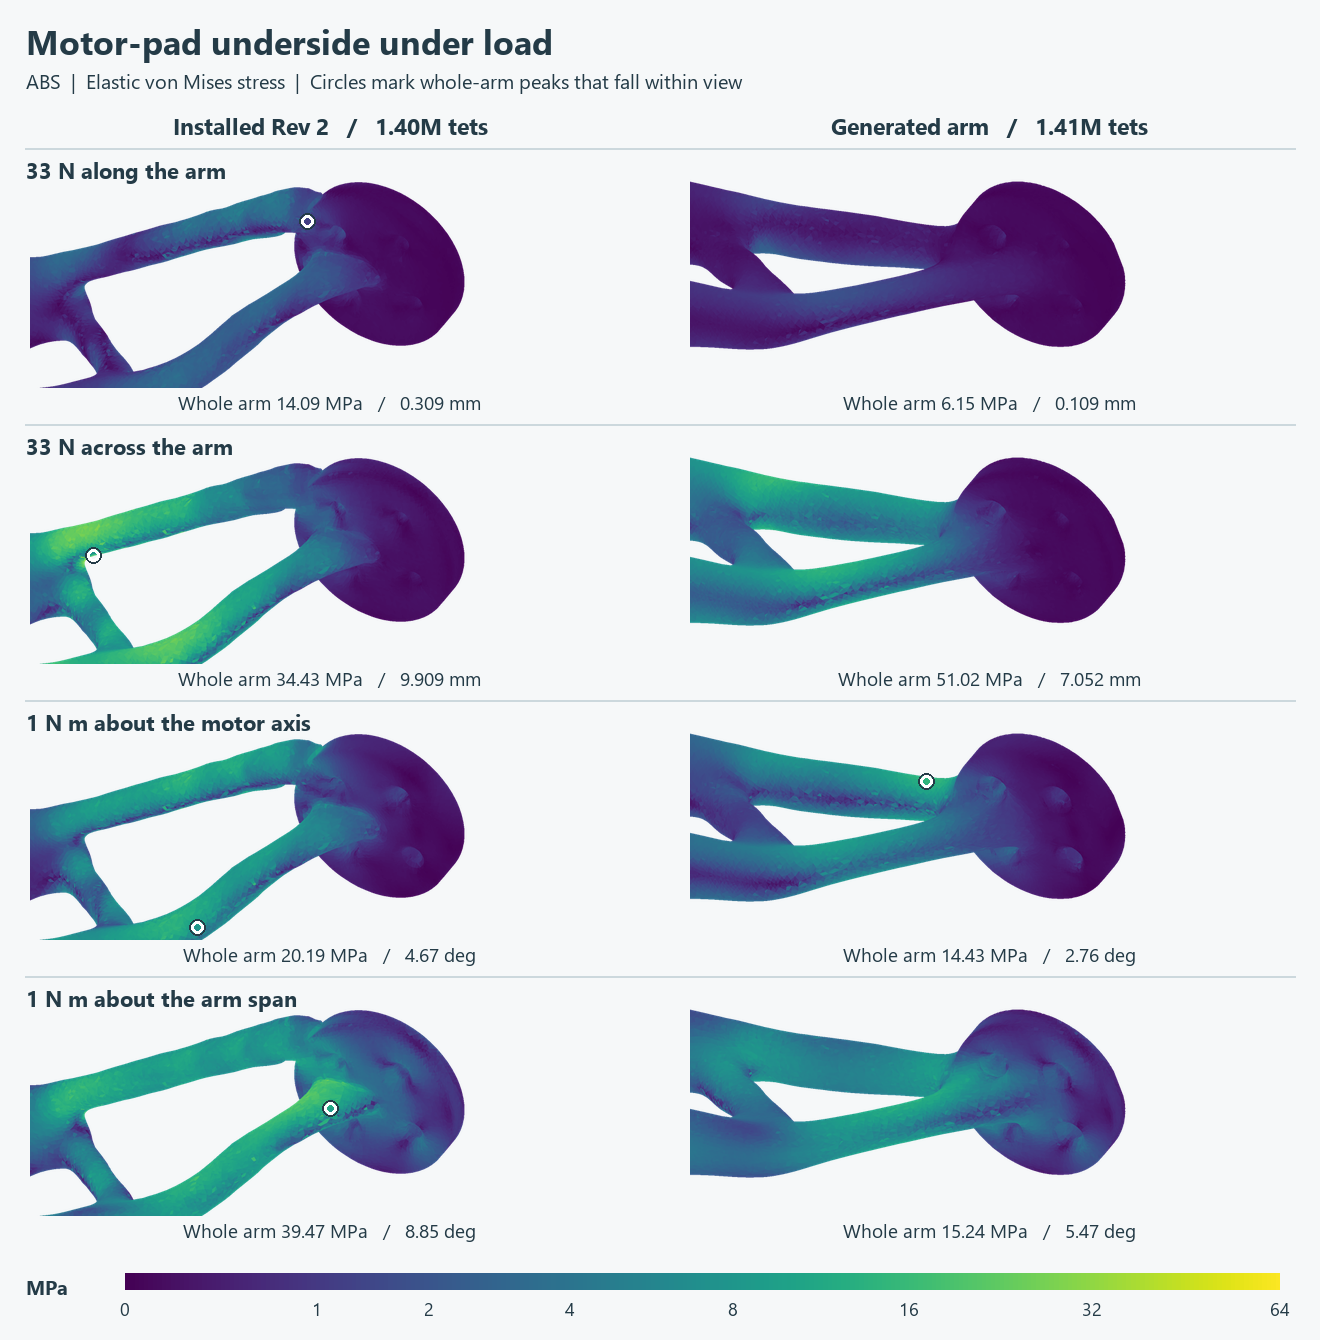 Motor-pad underside under load
ABS | Elastic von Mises stress | Circles mark whole-arm peaks that fall within view
Installed Rev 2 / 1.40M tets
Generated arm / 1.41M tets
33 N along the arm
Whole arm 14.09 MPa / 0.309 mm
Whole arm 6.15 MPa / 0.109 mm
33 N across the arm
Whole arm 34.43 MPa / 9.909 mm
Whole arm 51.02 MPa / 7.052 mm
1 N m about the motor axis
Whole arm 20.19 MPa / 4.67 deg
Whole arm 14.43 MPa / 2.76 deg
1 N m about the arm span
Whole arm 39.47 MPa / 8.85 deg
Whole arm 15.24 MPa / 5.47 deg
MPa
0 1 2 4 8 16 32 64